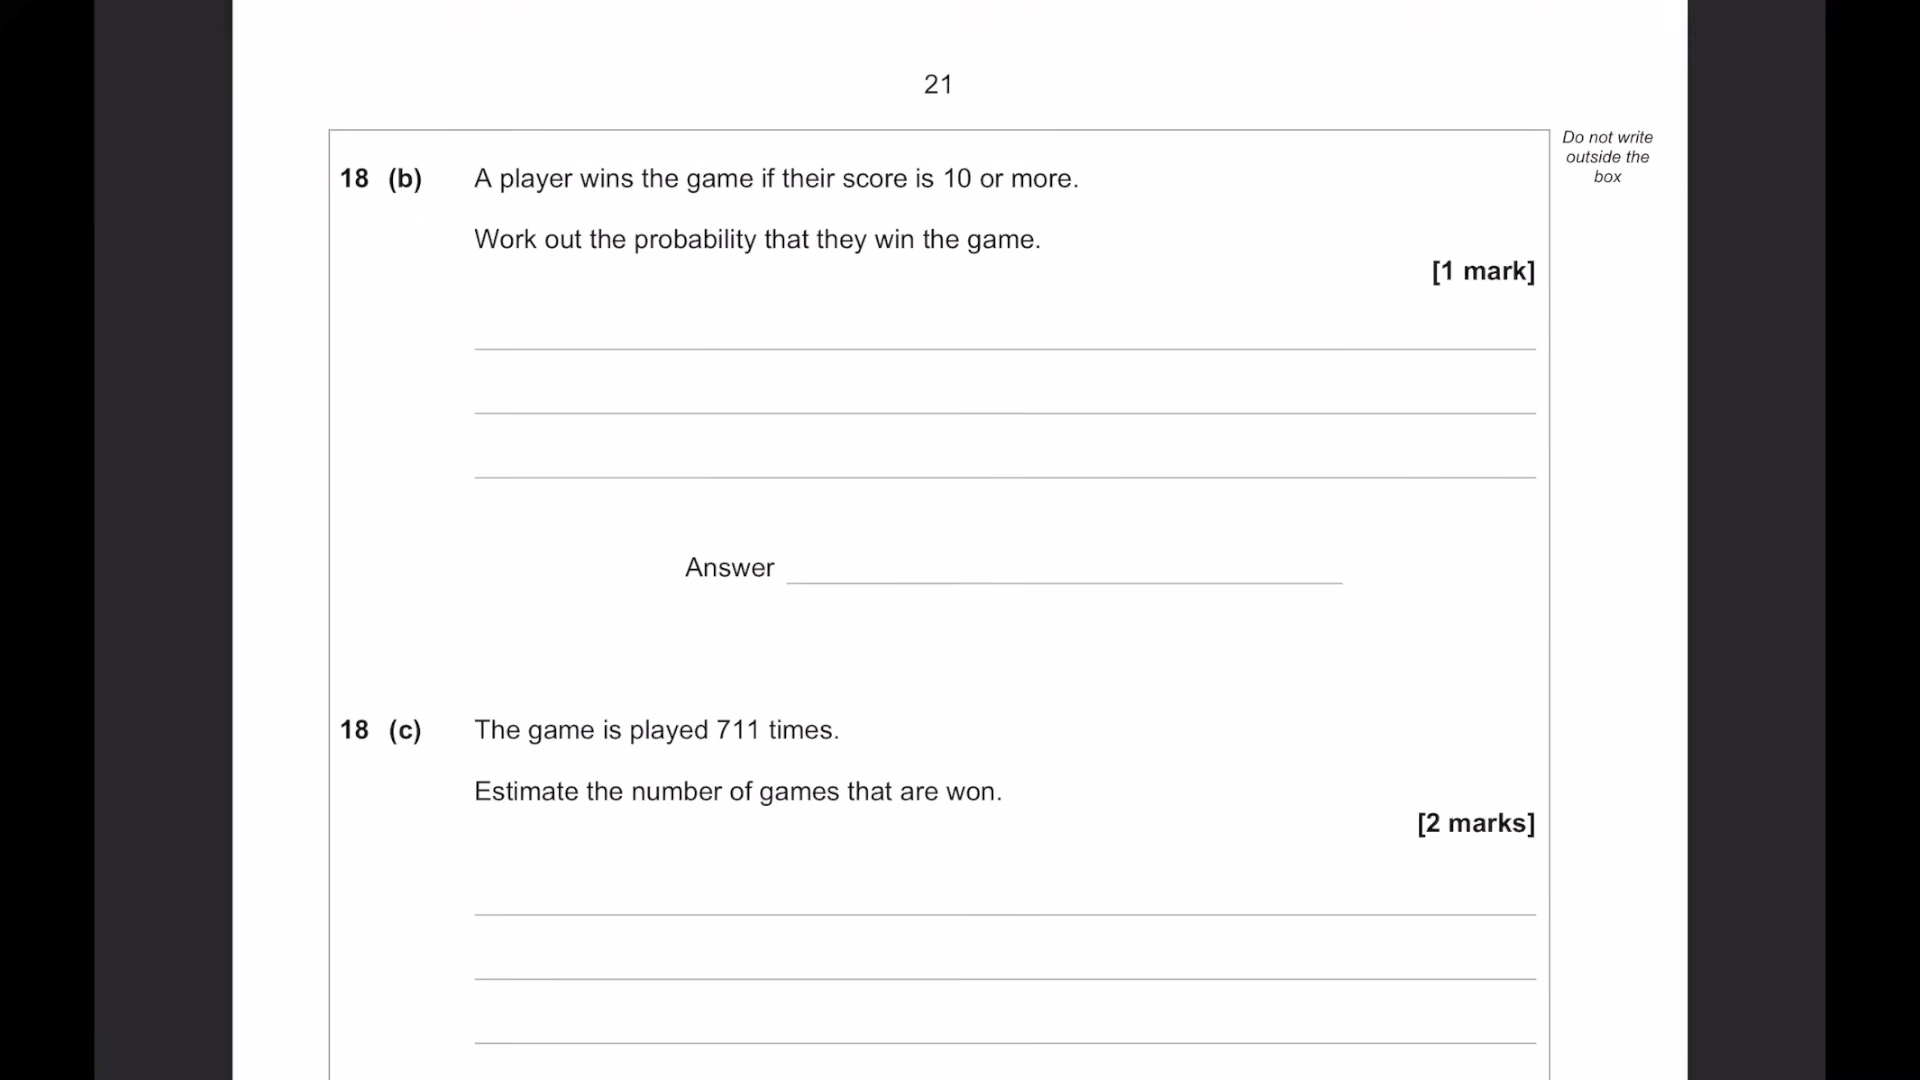 21
Do not write
outside the
box
18 (b) A player wins the game if their score is 10 or more.
Work out the probability that they win the game.
[1 mark]
Answer
18 (c) The game is played 711 times.
Estimate the number of games that are won.
[2 marks]